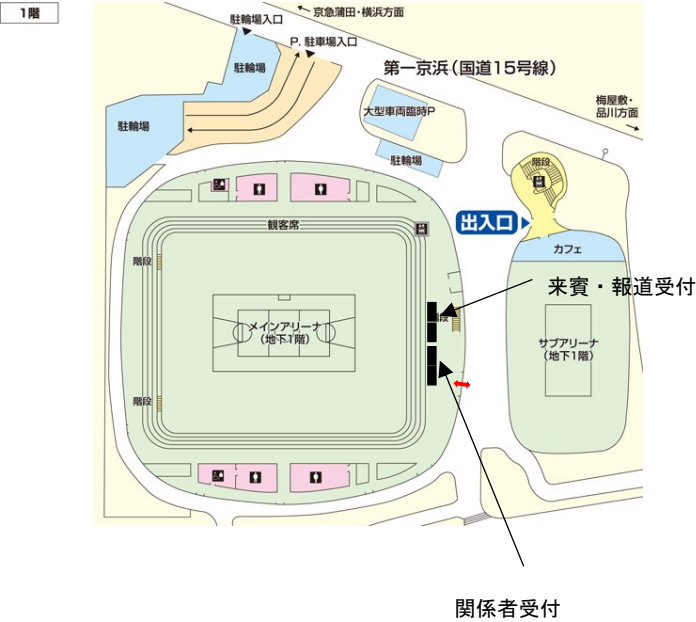 1階
京急蒲田・横浜方面
駐輪場入口
P. 駐車場入口
第一京浜(国道15号線)
駐輪場
梅屋敷・
品川方面
大型車両臨時P
駐輪場
駐輪場
階段
出入口
観客席
カフェ
階段
来賓・報道受付
段
メインアリーナ
(地下1階)
サブアリーナ
(地下1階)
階段
関係者受付